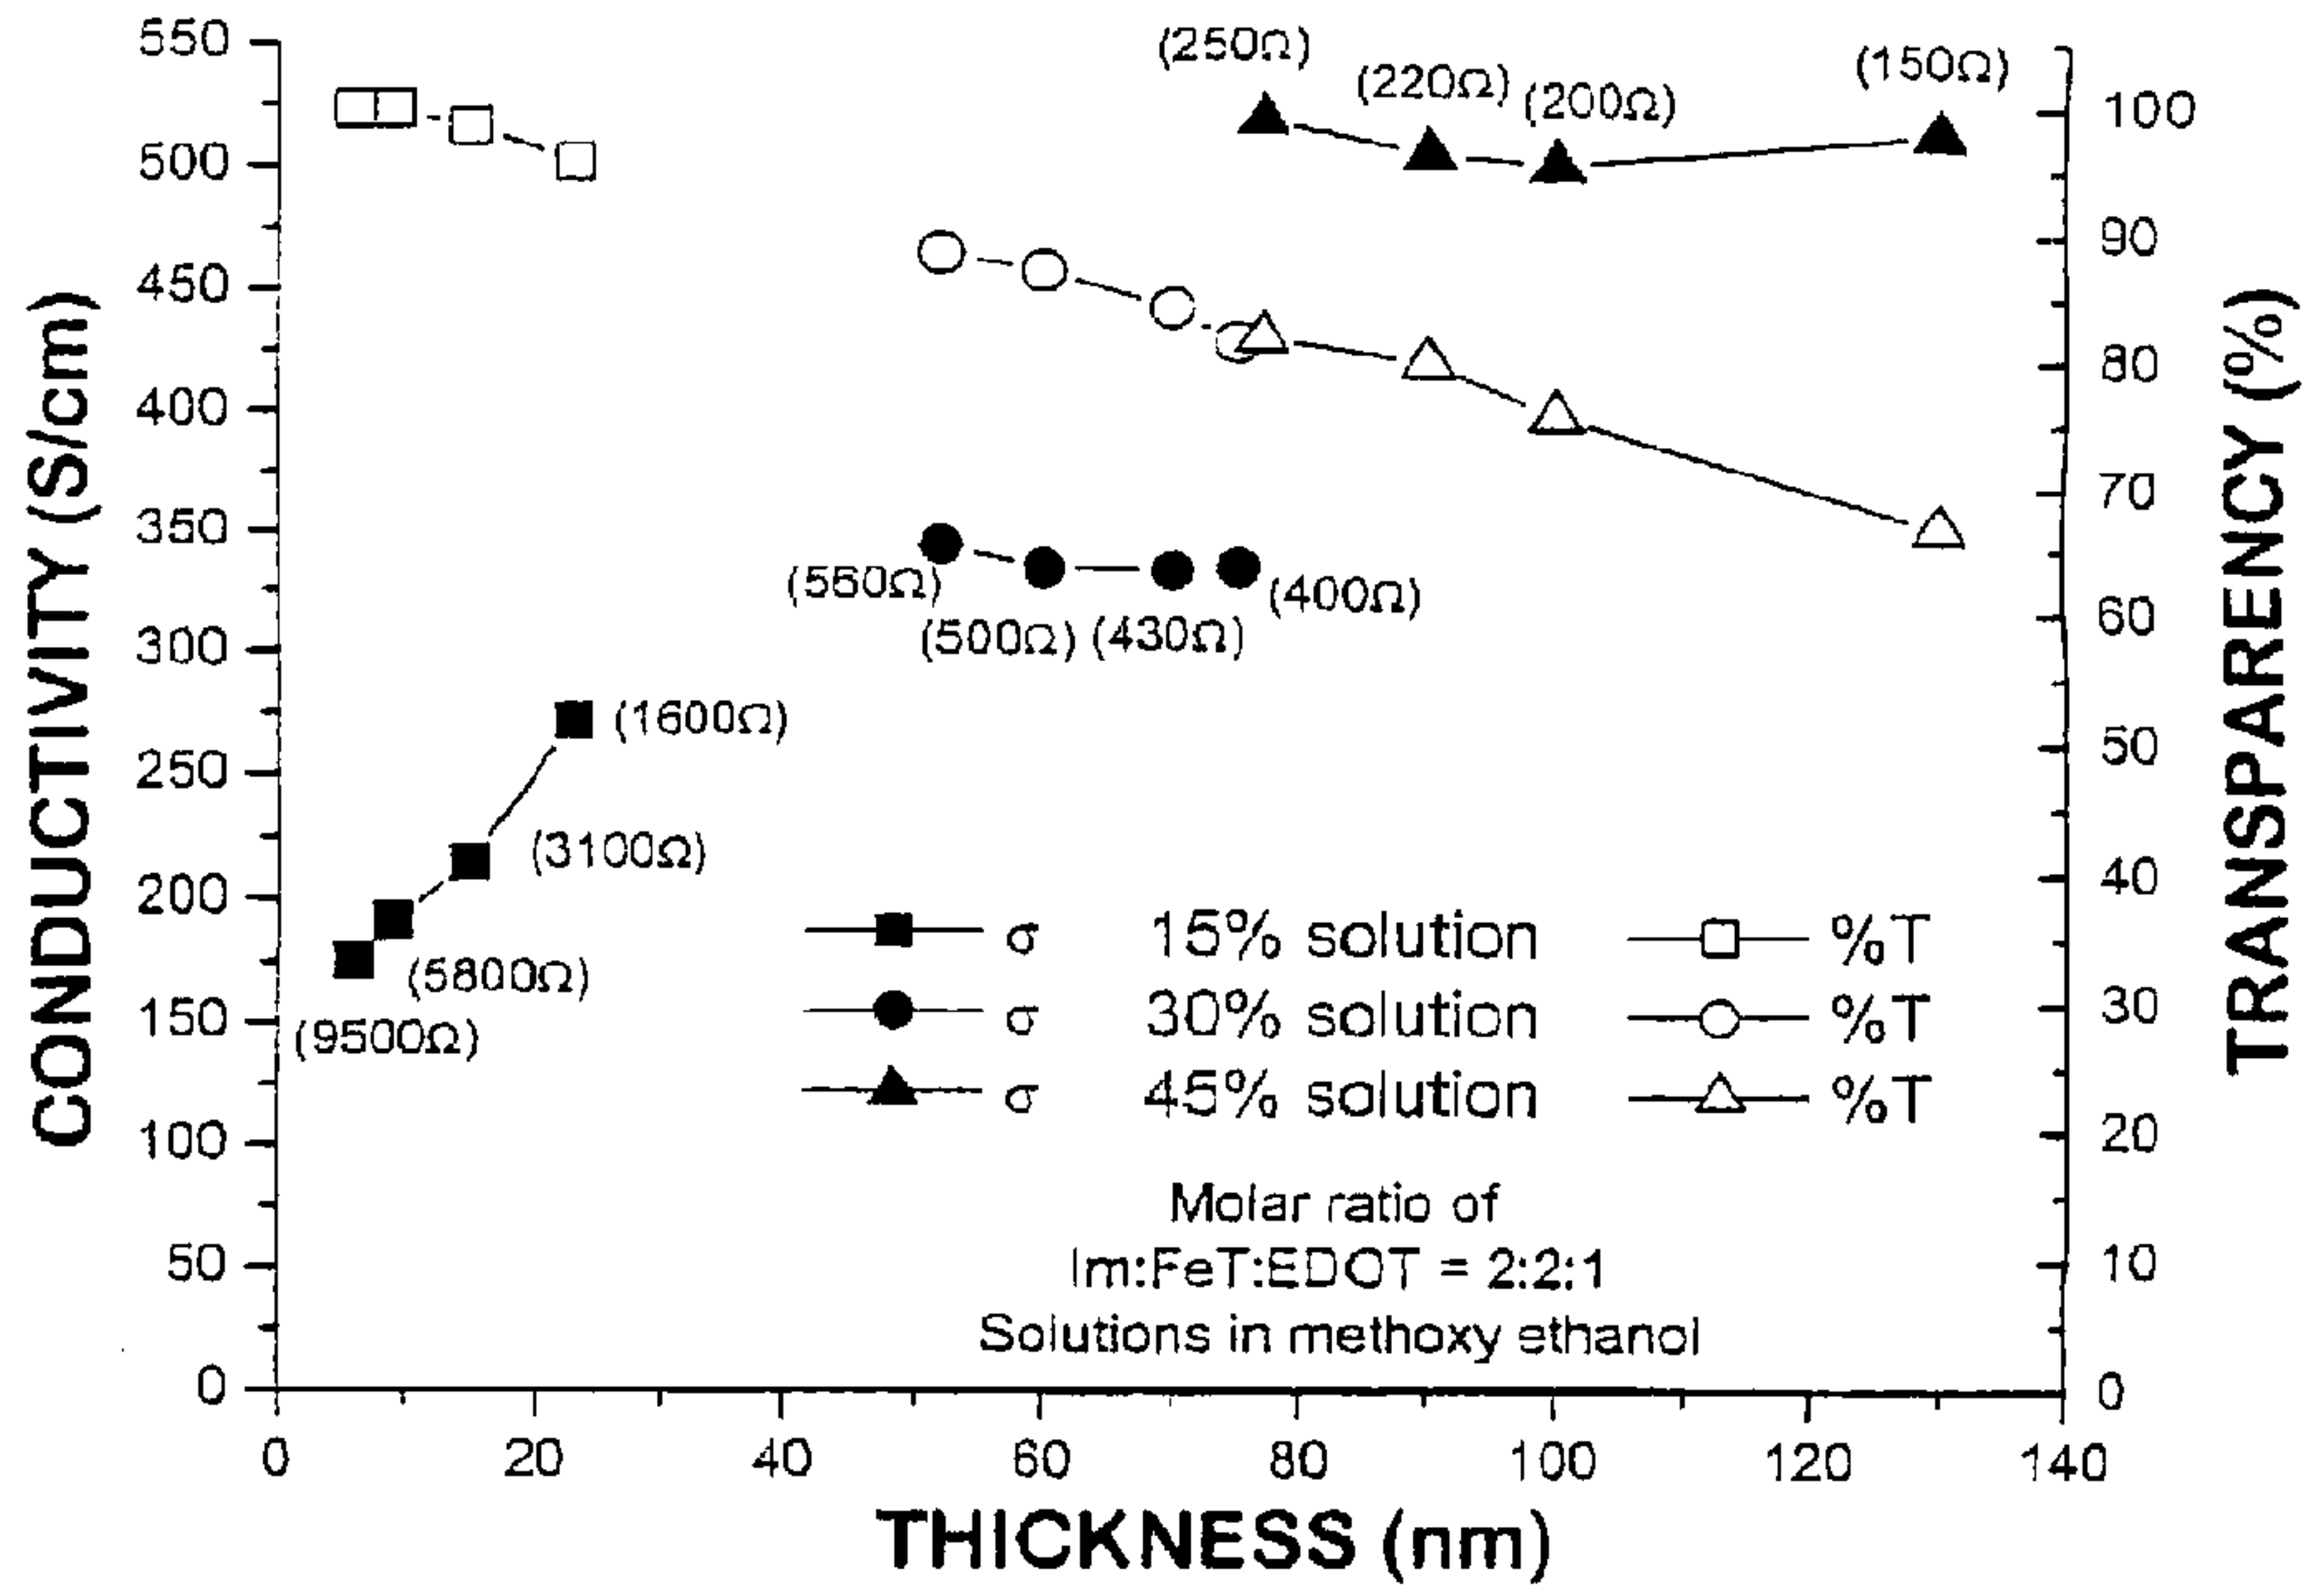 CONDUCTIVITY (S/cm)
550
500
450
400
350
300
250
200
150
100
50
0
(250Ω)
(220Ω)
(200Ω)
(150Ω)
(560Ω)
(500Ω)
(430Ω)
(400Ω)
(1600Ω)
(3100Ω)
(5800Ω)
(9500Ω)
σ 15% solution %T
σ 30% solution %T
σ 45% solution %T
Molar ratio of
Im:FeT:EDOT = 2:2:1
Solutions in methoxy ethanol
100
90
80
70
60
50
40
30
20
10
0
TRANSPARENCY (%)
0 20 40 60 80 100 120 140
THICKNESS (nm)